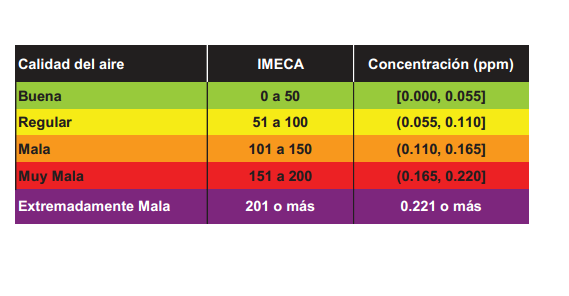 Calidad del aire IMECA Concentración (ppm)
Buena 0 a 50 [0.000, 0.055]
Regular 51 a 100 (0.055, 0.110]
Mala 101 a 150 (0.110, 0.165]
Muy Mala 151 a 200 (0.165, 0.220]
Extremadamente Mala 201 o más 0.221 o más